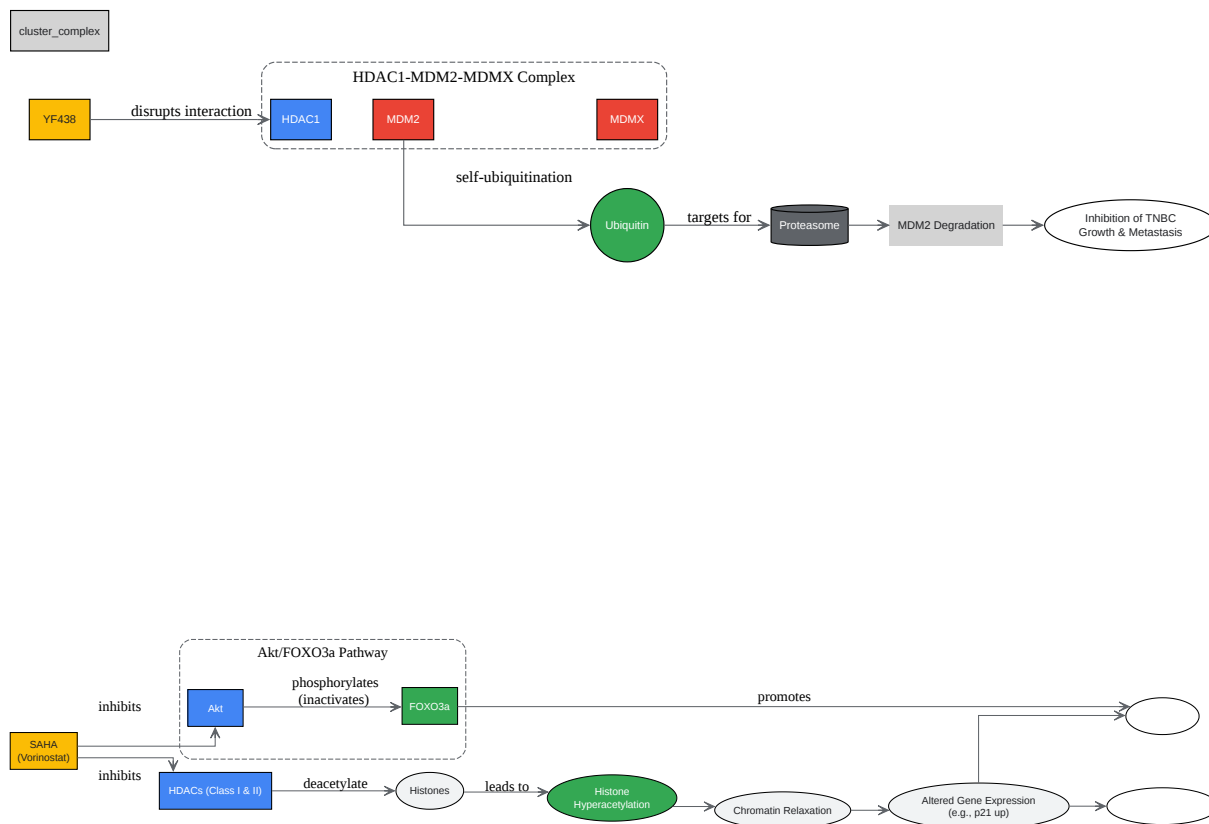 cluster_complex
HDAC1-MDM2-MDMX Complex
YF438
disrupts interaction
HDAC1
MDM2
MDMX
self-ubiquitination
Ubiquitin
targets for
Proteasome
MDM2 Degradation
Inhibition of TNBC
Growth & Metastasis
Akt/FOXO3a Pathway
inhibits
Akt
phosphorylates
(inactivates)
FOXO3a
promotes
SAHA
(Vorinostat)
inhibits
HDACs (Class I & II)
deacetylate
Histones
leads to
Histone
Hyperacetylation
Chromatin Relaxation
Altered Gene Expression
(e.g., p21 up)